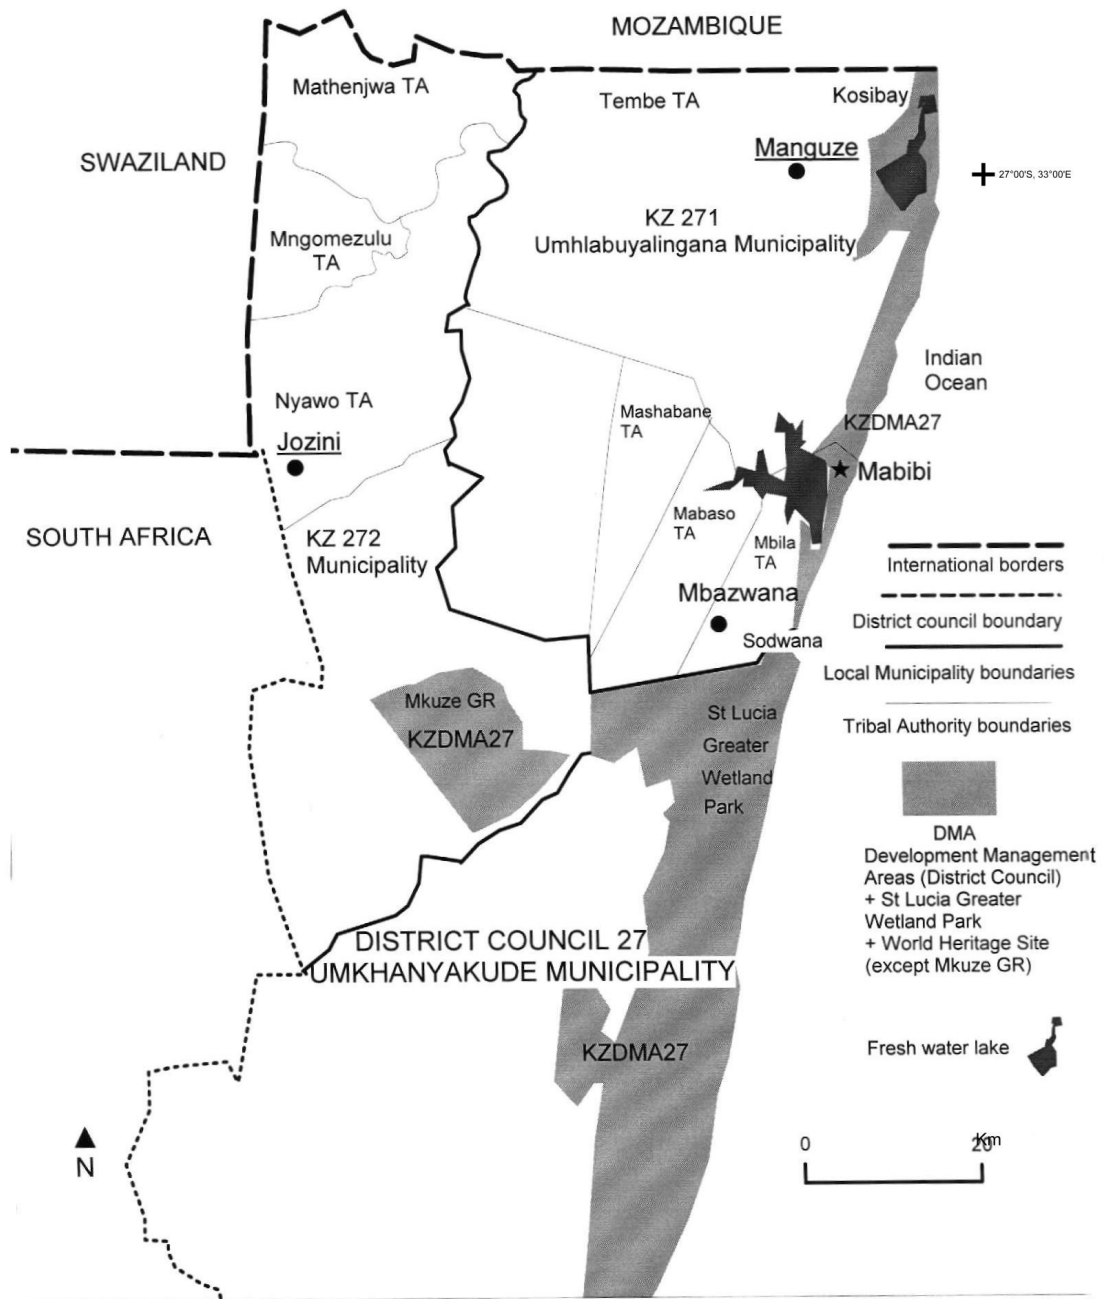 MOZAMBIQUE
Mathenjwa TA
Tembe TA
Kosibay
SWAZILAND
Manguze
27°00'S, 33°00'E
KZ 271
Umhlabuyalingana Municipality
Mngomezulu
TA
Indian
Ocean
Nyawo TA
Mashabane
TA
KZDMA27
Jozini
Mabibi
SOUTH AFRICA
KZ 272
Municipality
Mabaso
TA
Mbila
TA
Mbazwana
Sodwana
International borders
District council boundary
Local Municipality boundaries
Tribal Authority boundaries
Mkuze GR
KZDMA27
St Lucia
Greater
Wetland
Park
DMA
Development Management
Areas (District Council)
+ St Lucia Greater
Wetland Park
+ World Heritage Site
(except Mkuze GR)
DISTRICT COUNCIL 27
UMKHANYAKUDE MUNICIPALITY
KZDMA27
Fresh water lake
N
0
20
Km